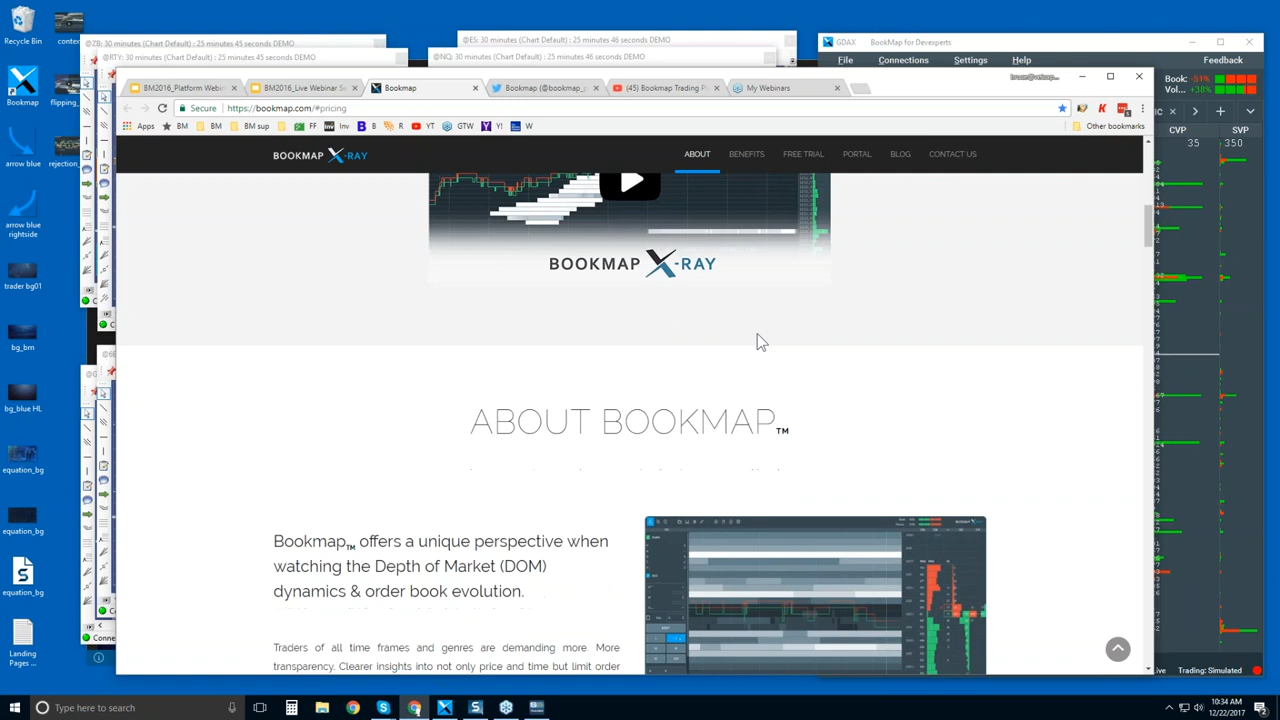 Recycle Bin
Bookmap
arrow blue
arrow blue
rightside
trader bg01
bg_bm
bg_blue HL
equation_bg
equation_bg
equation_bg
Landing
Pages ...
@ZB: 30 minutes (Chart Default) : 25 minutes 45 seconds DEMO
@RTY: 30 minutes (Chart Default) : 25 minutes 45 seconds DEMO
@ES: 30 minutes (Chart Default) : 25 minutes 46 seconds DEMO
@NQ: 30 minutes (Chart Default) : 25 minutes 46 seconds DEMO
BM2016_Platform Webin
BM2016_Live Webinar
Bookmap
Bookmap (@bookmap_p
(45) Bookmap Trading Pl
My Webinars
Secure
https://bookmap.com/#pricing
Apps
BM
BM
BM sup
FF
Inv
B
R
YT
GTW
Y!
W
Other bookmarks
BOOKMAP X-RAY
ABOUT
BENEFITS
FREE TRIAL
PORTAL
BLOG
CONTACT US
BOOKMAP X-RAY
ABOUT BOOKMAP™
Bookmap™ offers a unique perspective when
watching the Depth of Market (DOM)
dynamics & order book evolution.
Traders of all time frames and genres are demanding more More
transparency. Clearer insights into not only price and time but limit order
GDAX
BookMap for Devexperts
File
Connections
Settings
Help
Feedback
Book: -51%
Vol... +38%
CVP
SVP
35
350
Trading: Simulated
Type here to search
10:34 AM
12/22/2017